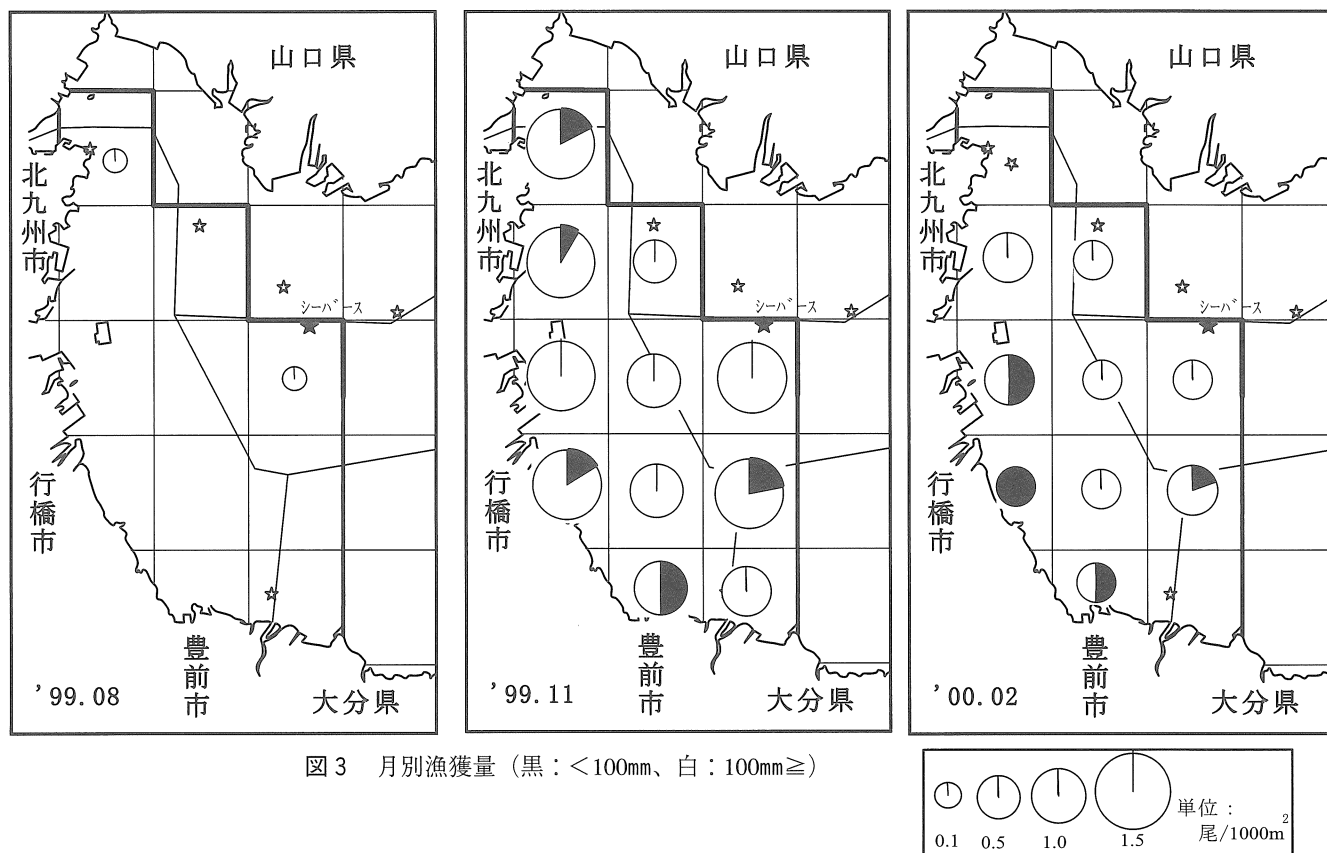 山口県
北九州市
シーバース
行橋市
豊前市
'99.08
大分県
山口県
北九州市
シーバース
行橋市
豊前市
'99.11
大分県
山口県
北九州市
シーバース
行橋市
豊前市
'00.02
大分県
図3 月別漁獲量（黒：＜100mm、白：100mm≧）
0.1 0.5 1.0 1.5
単位：
尾/1000m²